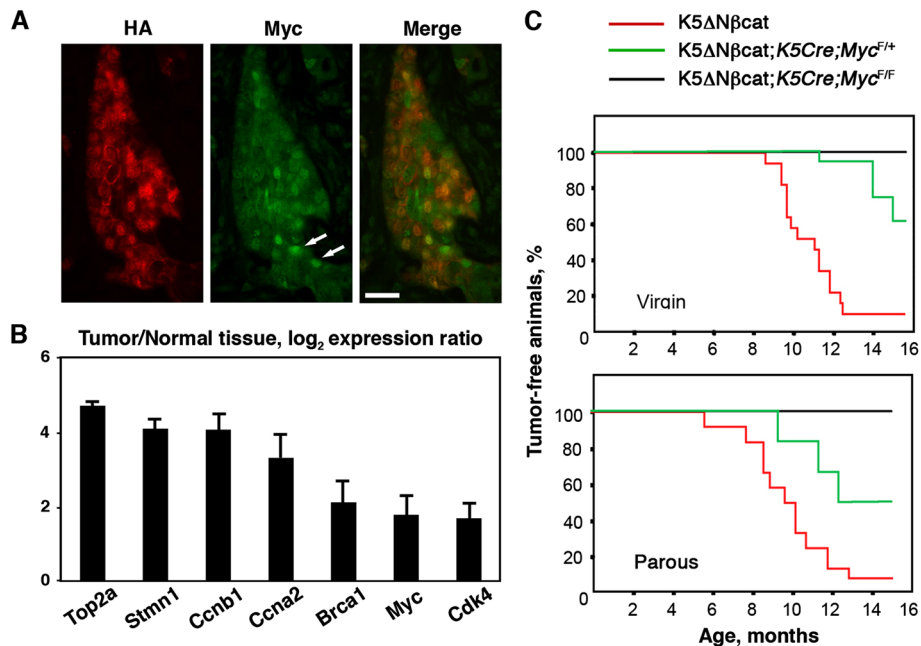 A
HA Myc Merge
B
Tumor/Normal tissue, log2 expression ratio
6
4
2
0
Top2a Stmn1 Ccnb1 Ccna2 Brca1 Myc Cdk4
C
K5ΔNβcat
K5ΔNβcat;K5Cre;MycF/+
K5ΔNβcat;K5Cre;MycF/F
Tumor-free animals, %
100
80
60
40
20
0
Virgin
2 4 6 8 10 12 14 16
100
80
60
40
20
0
Parous
2 4 6 8 10 12 14 16
Age, months